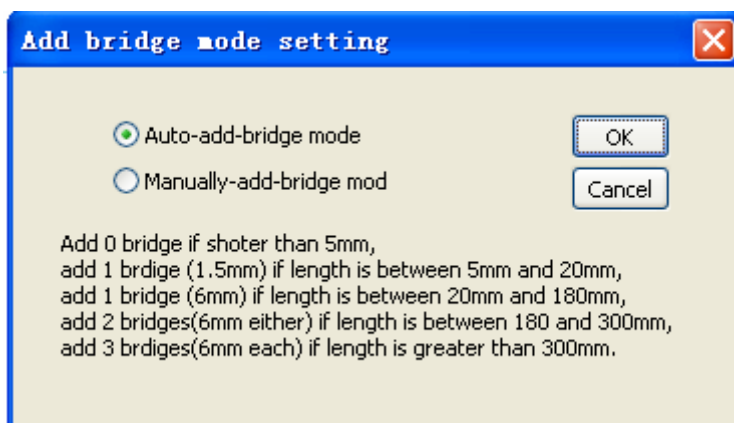 Add bridge mode setting
Auto-add-bridge mode
OK
Manually-add-bridge mod
Cancel
Add 0 bridge if shoter than 5mm,
add 1 brdige (1.5mm) if length is between 5mm and 20mm,
add 1 bridge (6mm) if length is between 20mm and 180mm,
add 2 bridges(6mm either) if length is between 180 and 300mm,
add 3 brdiges(6mm each) if length is greater than 300mm.